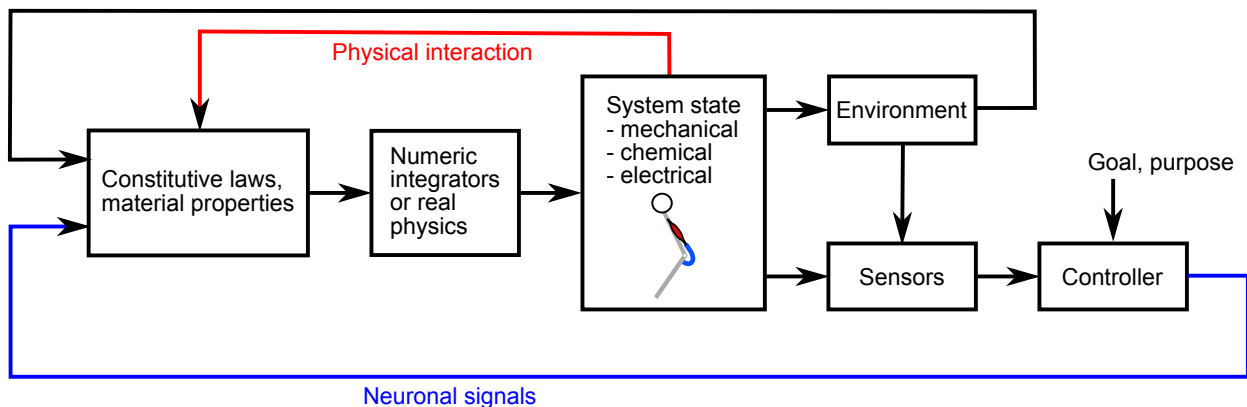 Physical interaction
Constitutive laws,
material properties
Numeric
integrators
or real
physics
System state
- mechanical
- chemical
- electrical
Environment
Goal, purpose
Sensors
Controller
Neuronal signals